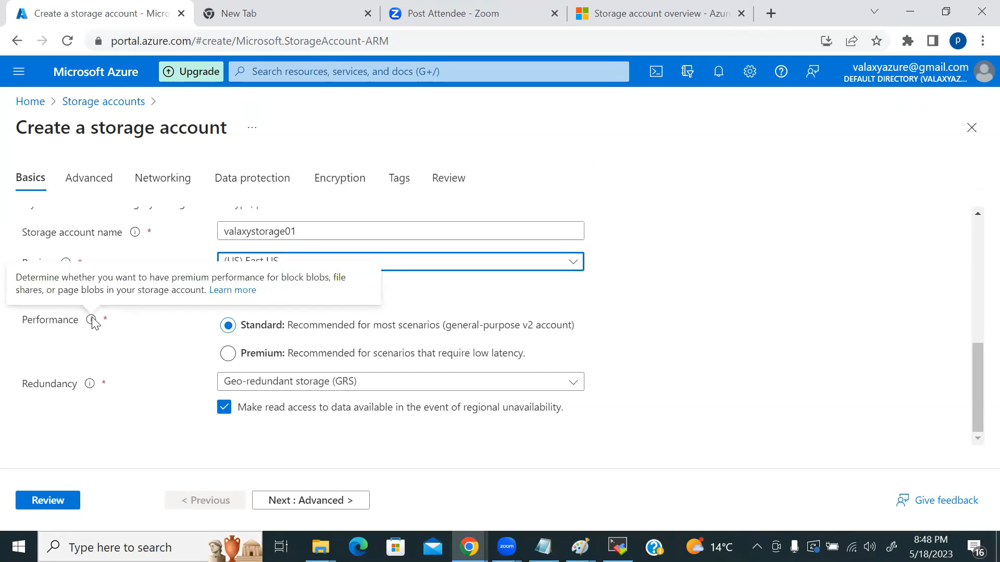 Create a storage account - Micro
New Tab
Post Attendee - Zoom
Storage account overview - Azur
portal.azure.com/#create/Microsoft.StorageAccount-ARM
p
Microsoft Azure
Upgrade
Search resources, services, and docs (G+/)
valaxyazure@gmail.com
DEFAULT DIRECTORY (VALAXYAZ...
Home > Storage accounts >
Create a storage account ...
Basics
Advanced
Networking
Data protection
Encryption
Tags
Review
Storage account name *
valaxystorage01
(US) East US
Determine whether you want to have premium performance for block blobs, file
shares, or page blobs in your storage account. Learn more
Performance *
Standard: Recommended for most scenarios (general-purpose v2 account)
Premium: Recommended for scenarios that require low latency.
Redundancy *
Geo-redundant storage (GRS)
Make read access to data available in the event of regional unavailability.
Review
< Previous
Next : Advanced >
Give feedback
Type here to search
zoom
14°C
8:48 PM
5/18/2023
16